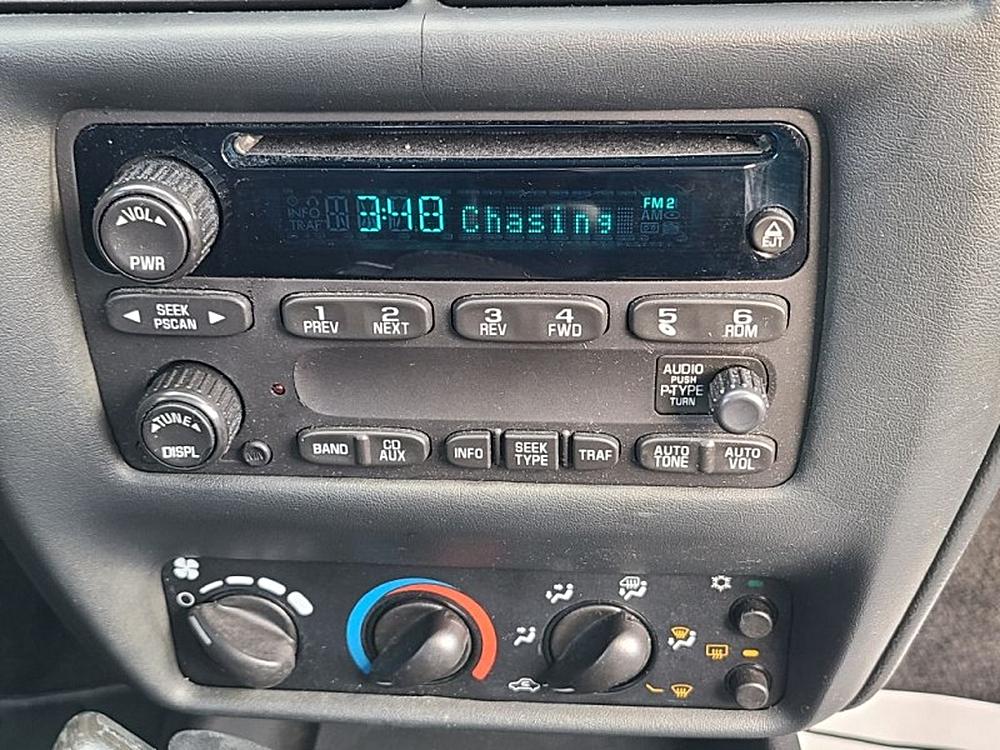 INFO
TRAF
3:48 Chasing
FM 2
AM
VOL
PWR
EJT
SEEK
PSCAN
1
PREV
2
NEXT
3
REV
4
FWD
5
6
RDM
AUDIO
PUSH
P-TYPE
TURN
TUNE
DISPL
BAND
CD
AUX
INFO
SEEK
TYPE
TRAF
AUTO
TONE
AUTO
VOL